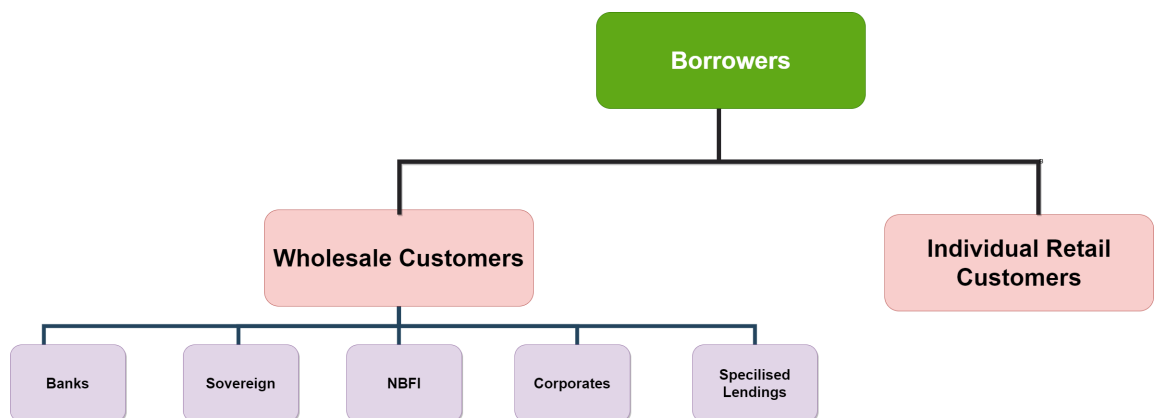 Borrowers
Wholesale Customers
Individual Retail
Customers
Banks
Sovereign
NBFI
Corporates
Specilised
Lendings